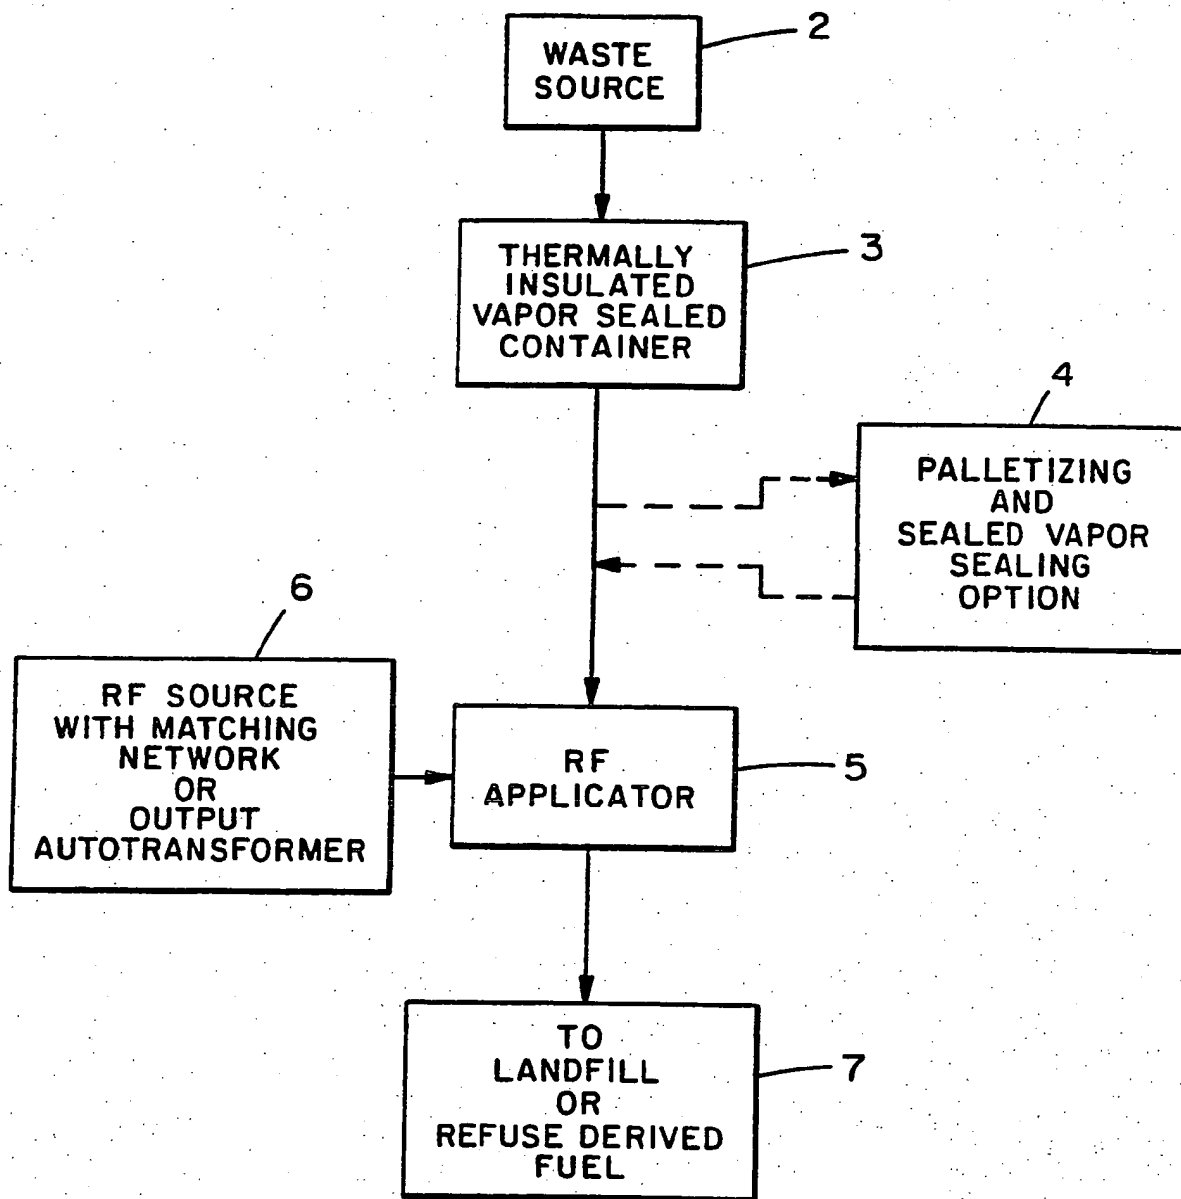 2
WASTE
SOURCE
3
THERMALLY
INSULATED
VAPOR SEALED
CONTAINER
4
PALLETIZING
AND
SEALED VAPOR
SEALING
OPTION
6
RF SOURCE
WITH MATCHING
NETWORK
OR
OUTPUT
AUTOTRANSFORMER
5
RF
APPLICATOR
7
TO
LANDFILL
OR
REFUSE DERIVED
FUEL